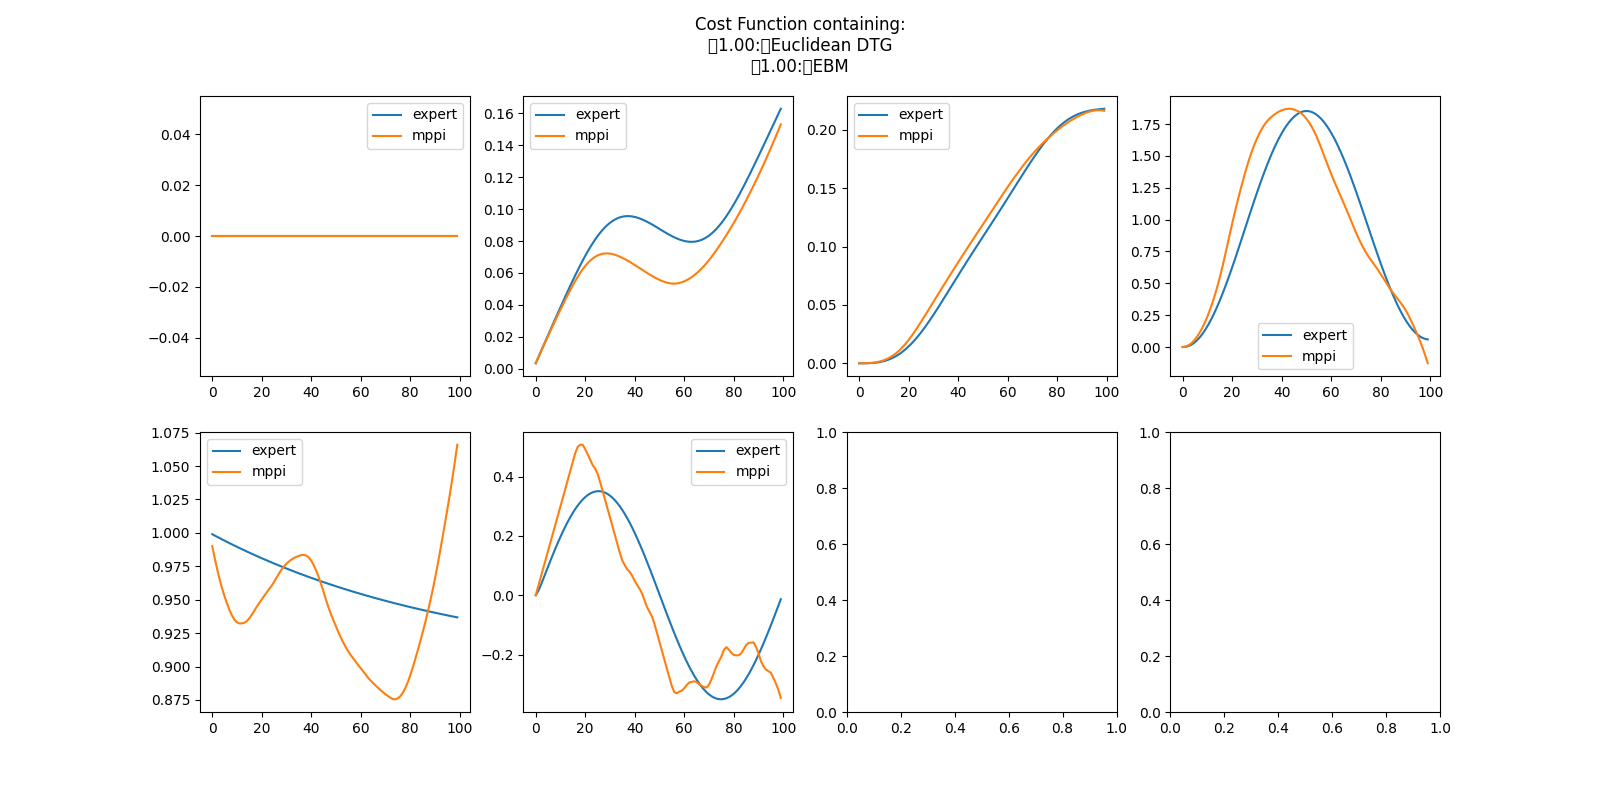 Cost Function containing:
1.00: Euclidean DTG
1.00: EBM
expert
mppi
0.04
0.02
0.00
−0.02
−0.04
0 20 40 60 80 100
expert
mppi
0.16
0.14
0.12
0.10
0.08
0.06
0.04
0.02
0.00
0 20 40 60 80 100
expert
mppi
0.20
0.15
0.10
0.05
0.00
0 20 40 60 80 100
1.75
1.50
1.25
1.00
0.75
0.50
0.25
0.00
expert
mppi
0 20 40 60 80 100
expert
mppi
1.075
1.050
1.025
1.000
0.975
0.950
0.925
0.900
0.875
0 20 40 60 80 100
expert
mppi
0.4
0.2
0.0
−0.2
0 20 40 60 80 100
1.0
0.8
0.6
0.4
0.2
0.0
0.0 0.2 0.4 0.6 0.8 1.0
1.0
0.8
0.6
0.4
0.2
0.0
0.0 0.2 0.4 0.6 0.8 1.0